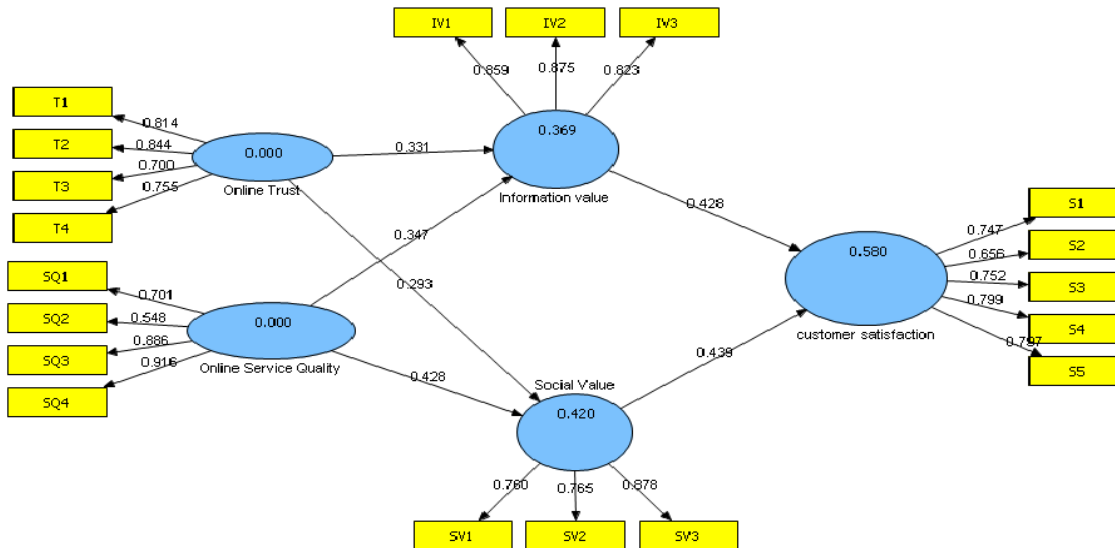 IV1 IV2 IV3
0.859 0.875 0.823
T1
0.814
T2
0.844
T3
0.700
T4
0.755
0.000
Online Trust
0.331
0.369
Information value
0.428
0.347
0.293
SQ1
0.701
SQ2
0.548
SQ3
0.886
SQ4
0.916
0.000
Online Service Quality
0.428
Social Value
0.420
0.439
0.580
customer satisfaction
S1
0.747
S2
0.656
S3
0.752
S4
0.799
S5
0.797
0.760 0.765 0.878
SV1 SV2 SV3